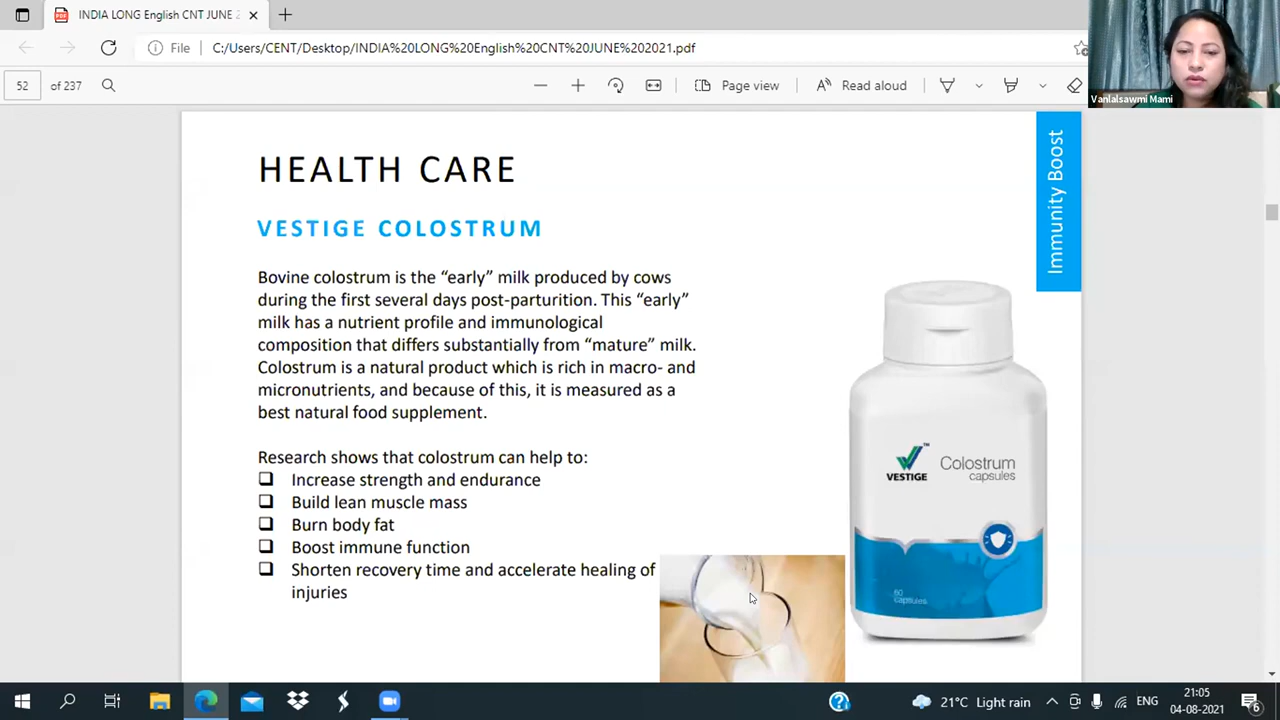 INDIA LONG English CNT JUNE 2
File
C:/Users/CENT/Desktop/INDIA%20LONG%20English%20CNT%20JUNE%202021.pdf
52 of 237
Page view
Read aloud
Vanlalsawmi Mami
Immunity Boost
HEALTH CARE
VESTIGE COLOSTRUM
Bovine colostrum is the “early” milk produced by cows
during the first several days post-parturition. This “early”
milk has a nutrient profile and immunological
composition that differs substantially from “mature” milk.
Colostrum is a natural product which is rich in macro- and
micronutrients, and because of this, it is measured as a
best natural food supplement.
Research shows that colostrum can help to:
Increase strength and endurance
Build lean muscle mass
Burn body fat
Boost immune function
Shorten recovery time and accelerate healing of
injuries
VESTIGE
TM
Colostrum
capsules
60
capsules
21°C Light rain
ENG
21:05
04-08-2021
6